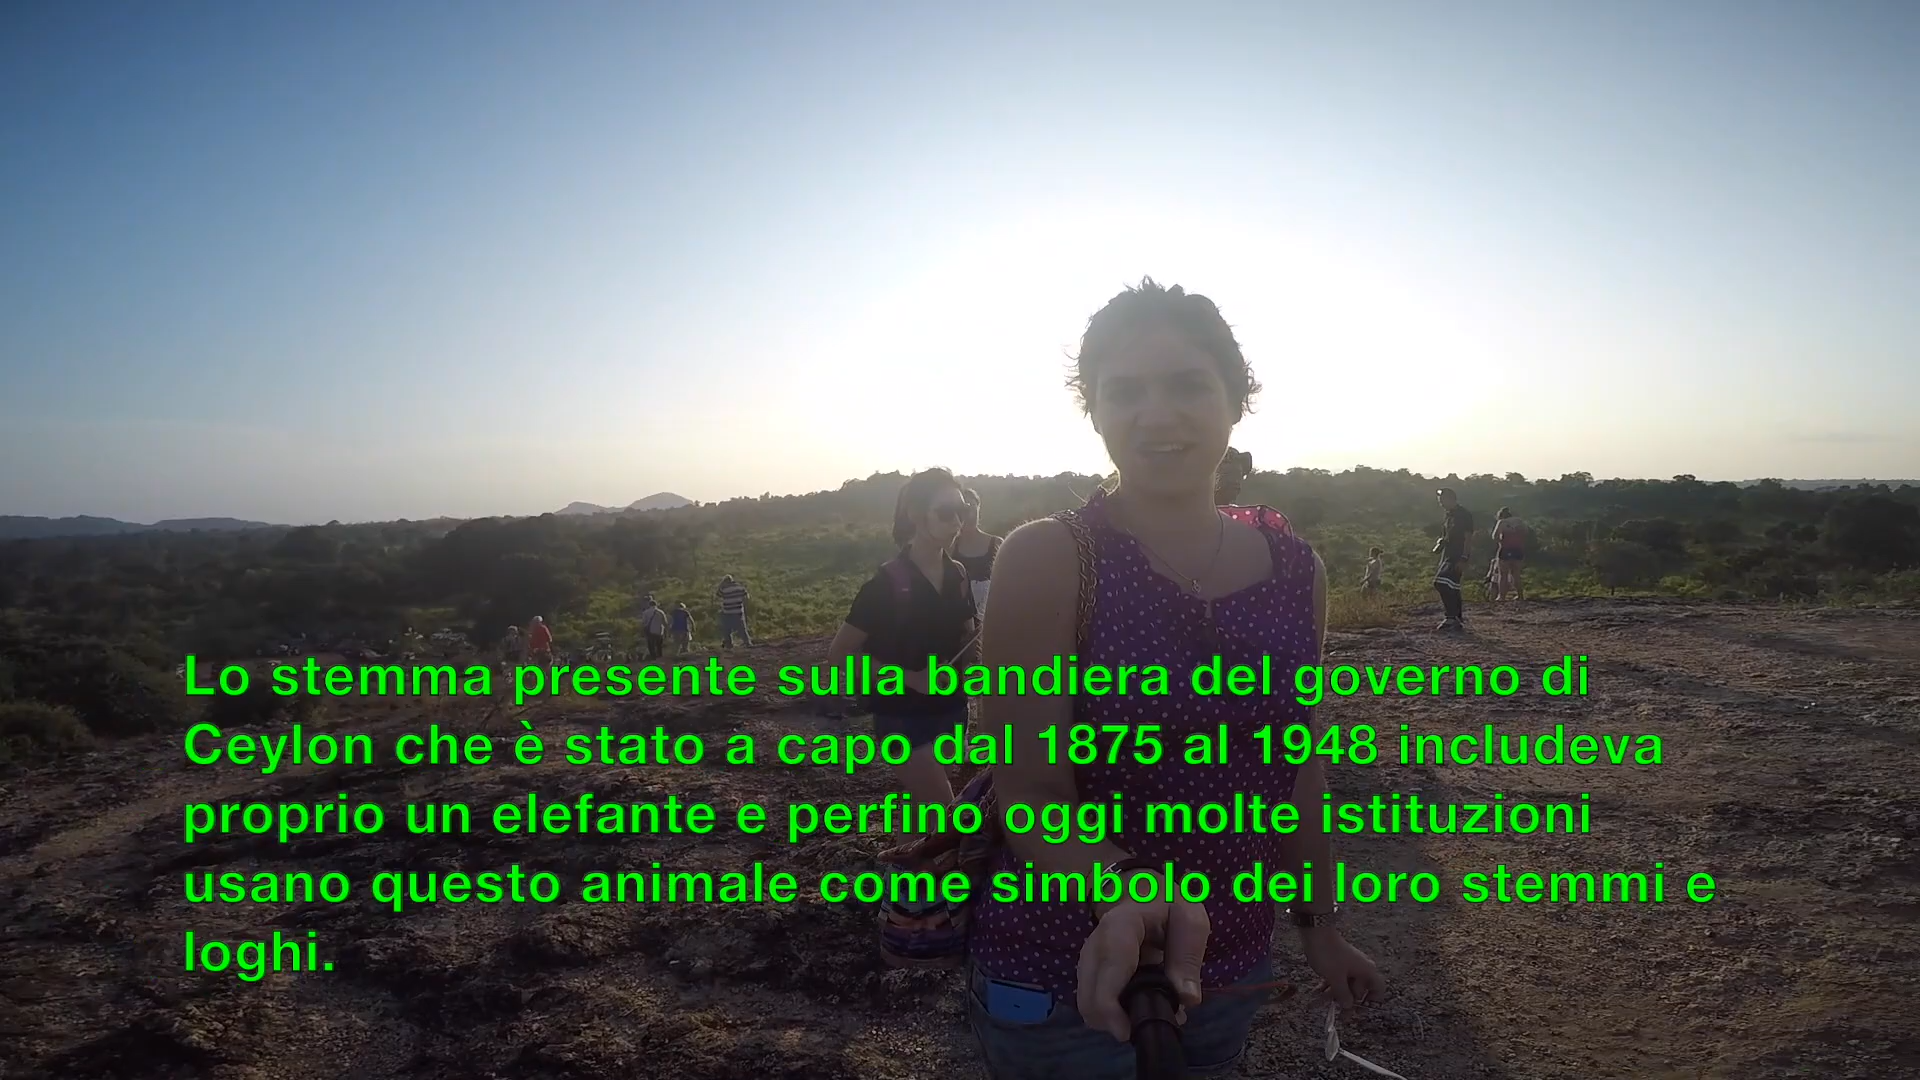 Lo stemma presente sulla bandiera del governo di
Ceylon che è stato a capo dal 1875 al 1948 includeva
proprio un elefante e perfino oggi molte istituzioni
usano questo animale come simbolo dei loro stemmi e
loghi.